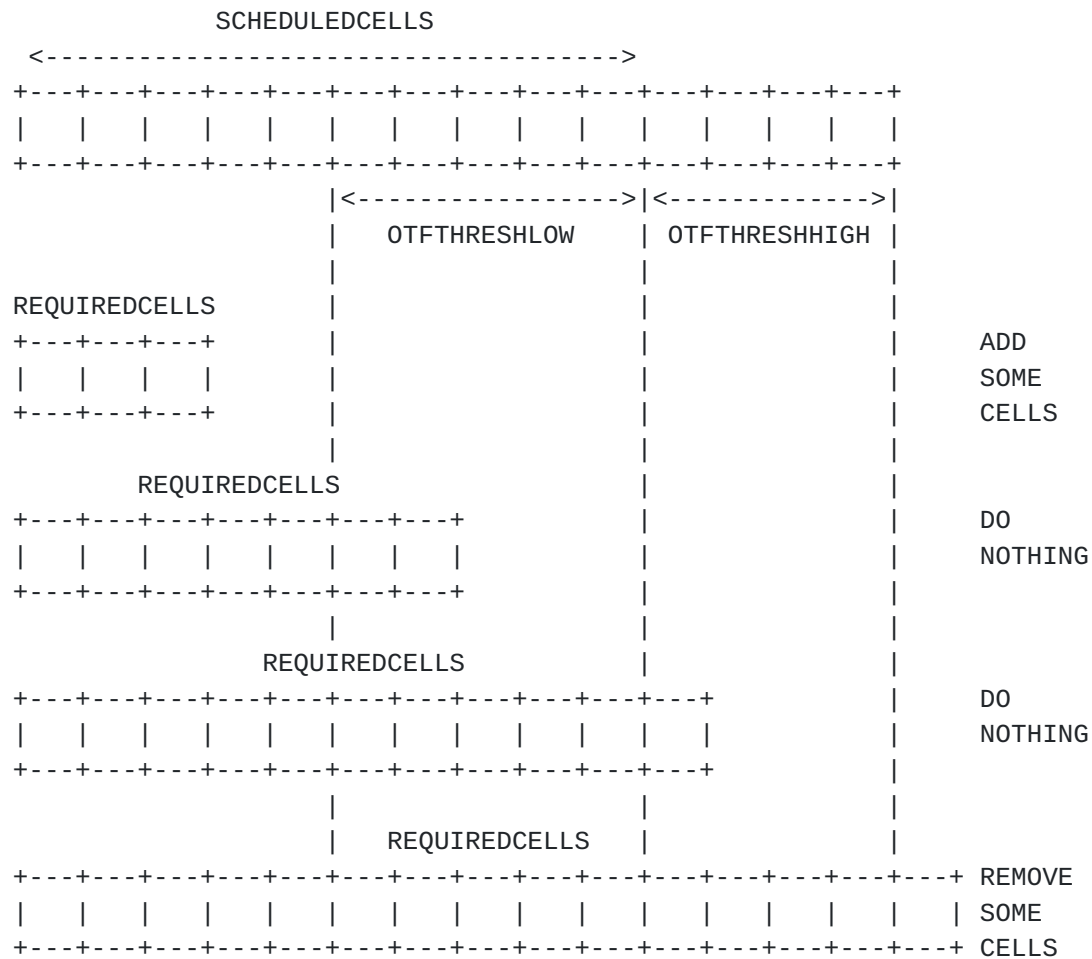 SCHEDULEDCELLS
<------------------------------------->
+---+---+---+---+---+---+---+---+---+---+---+---+---+---+
|   |   |   |   |   |   |   |   |   |   |   |   |   |   |
+---+---+---+---+---+---+---+---+---+---+---+---+---+---+
|<----------------->|<------------->|
| OTFTHRESHLOW | OTFTHRESHHIGH |
| | |
REQUIREDCELLS | | |
+---+---+---+ | | | ADD
|   |   |   | | | | SOME
+---+---+---+ | | | CELLS
| | |
REQUIREDCELLS | |
+---+---+---+---+---+---+---+ | | DO
|   |   |   |   |   |   |   | | | NOTHING
+---+---+---+---+---+---+---+ | |
| | |
REQUIREDCELLS | |
+---+---+---+---+---+---+---+---+---+---+---+ | DO
|   |   |   |   |   |   |   |   |   |   |   | | NOTHING
+---+---+---+---+---+---+---+---+---+---+---+ |
| | |
| REQUIREDCELLS | |
+---+---+---+---+---+---+---+---+---+---+---+---+---+---+---+ REMOVE
|   |   |   |   |   |   |   |   |   |   |   |   |   |   |   | SOME
+---+---+---+---+---+---+---+---+---+---+---+---+---+---+---+ CELLS